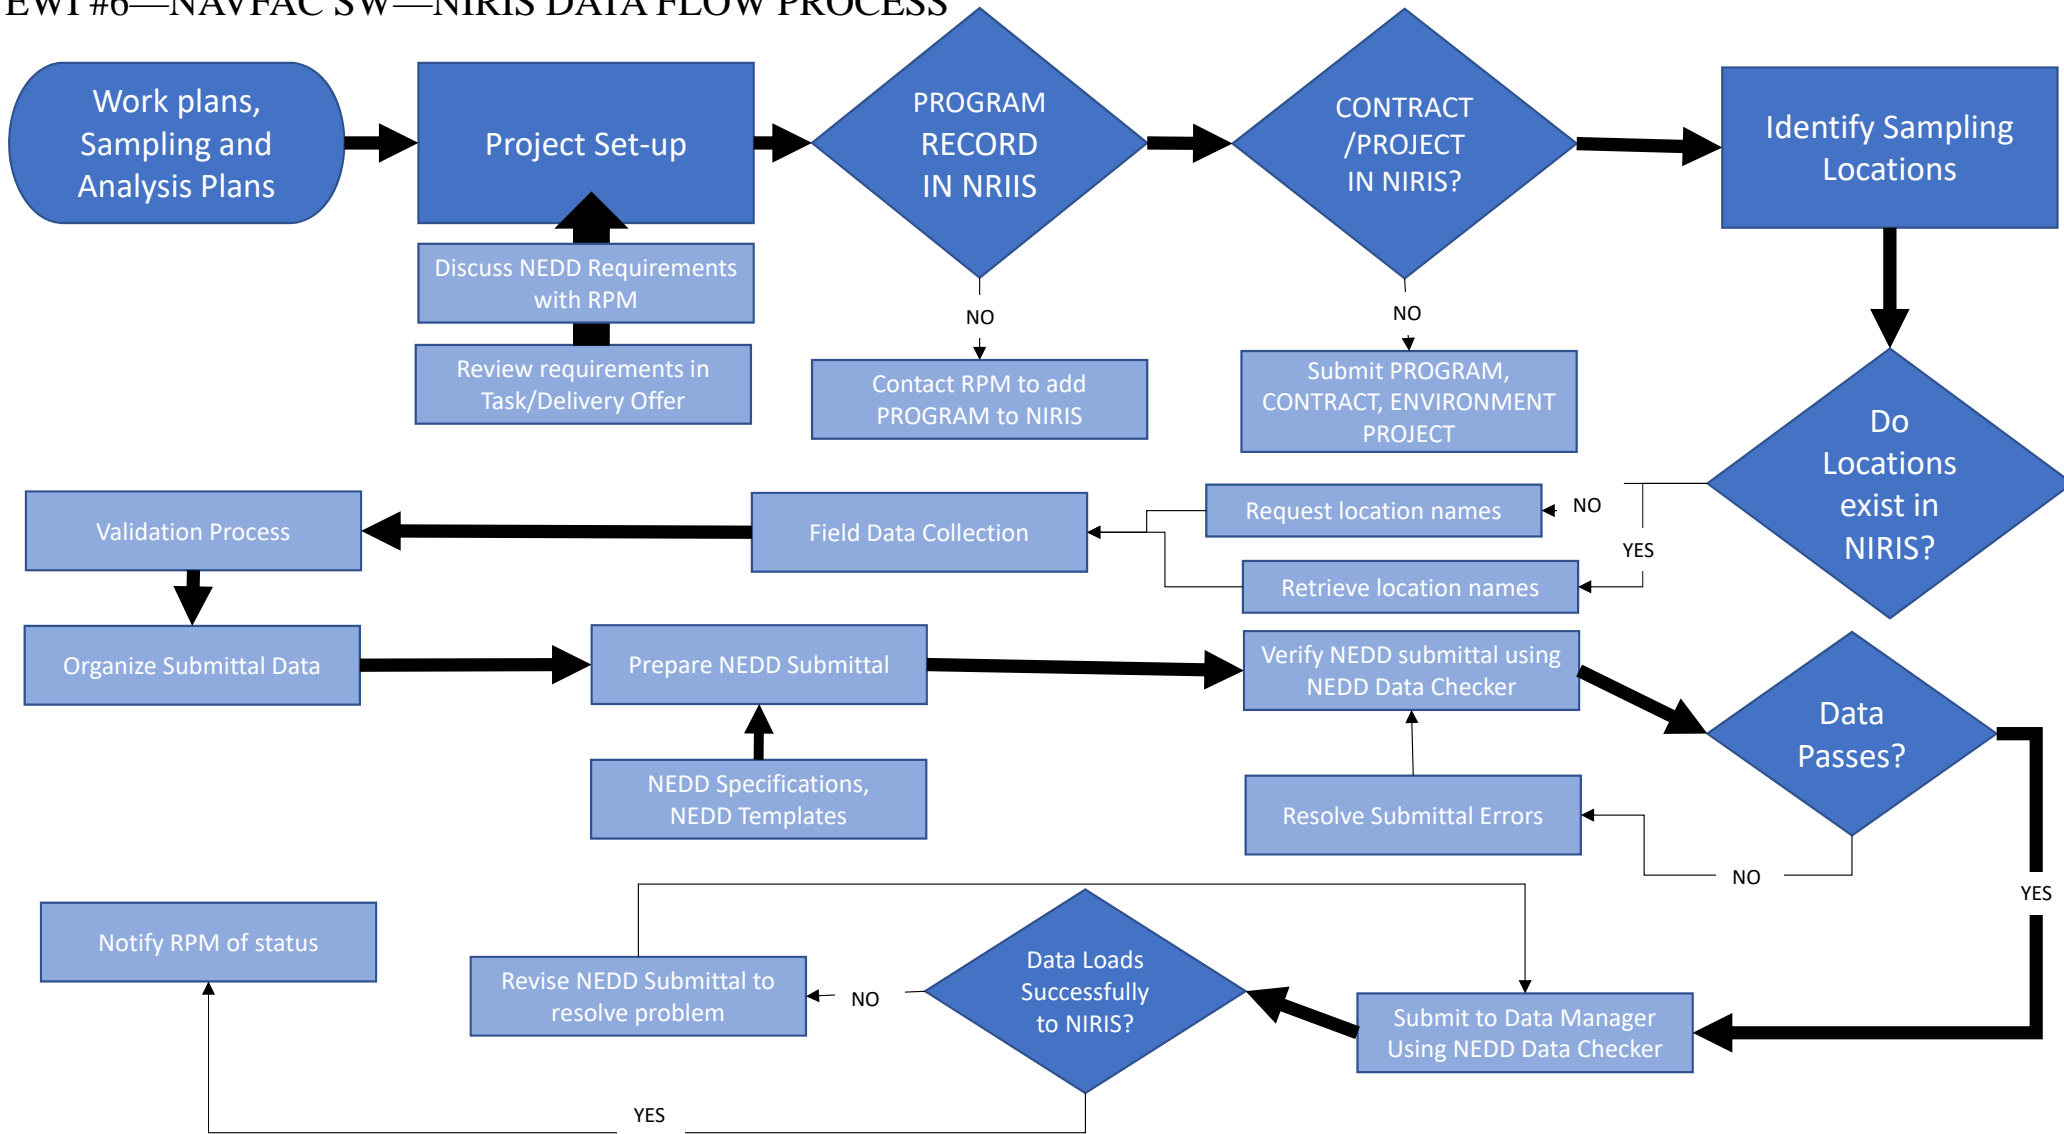 EWI #6—NAVFAC SW—NIRIS DATA FLOW PROCESS
Work plans,
Sampling and
Analysis Plans
Project Set-up
PROGRAM
RECORD
IN NRIIS
CONTRACT
/PROJECT
IN NIRIS?
Identify Sampling
Locations
Discuss NEDD Requirements
with RPM
Review requirements in
Task/Delivery Offer
NO
Contact RPM to add
PROGRAM to NIRIS
NO
Submit PROGRAM,
CONTRACT, ENVIRONMENT
PROJECT
Do
Locations
exist in
NIRIS?
NO
YES
Request location names
Retrieve location names
Field Data Collection
Validation Process
Organize Submittal Data
Prepare NEDD Submittal
NEDD Specifications,
NEDD Templates
Verify NEDD submittal using
NEDD Data Checker
Data
Passes?
NO
Resolve Submittal Errors
YES
Submit to Data Manager
Using NEDD Data Checker
Data Loads
Successfully
to NIRIS?
NO
Revise NEDD Submittal to
resolve problem
YES
Notify RPM of status